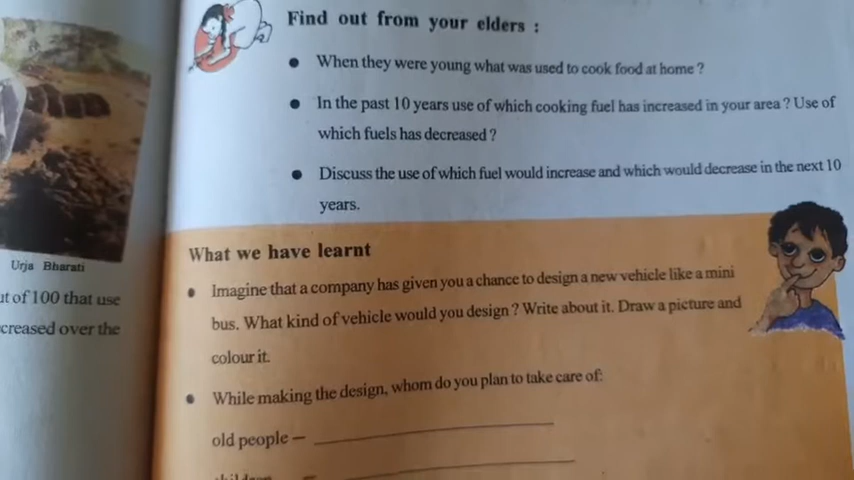 Find out from your elders :
● When they were young what was used to cook food at home ?
● In the past 10 years use of which cooking fuel has increased in your area ? Use of
which fuels has decreased ?
● Discuss the use of which fuel would increase and which would decrease in the next 10
years.
Urja Bharati
out of 100 that use
creased over the
What we have learnt
● Imagine that a company has given you a chance to design a new vehicle like a mini
bus. What kind of vehicle would you design ? Write about it. Draw a picture and
colour it.
● While making the design, whom do you plan to take care of:
old people –